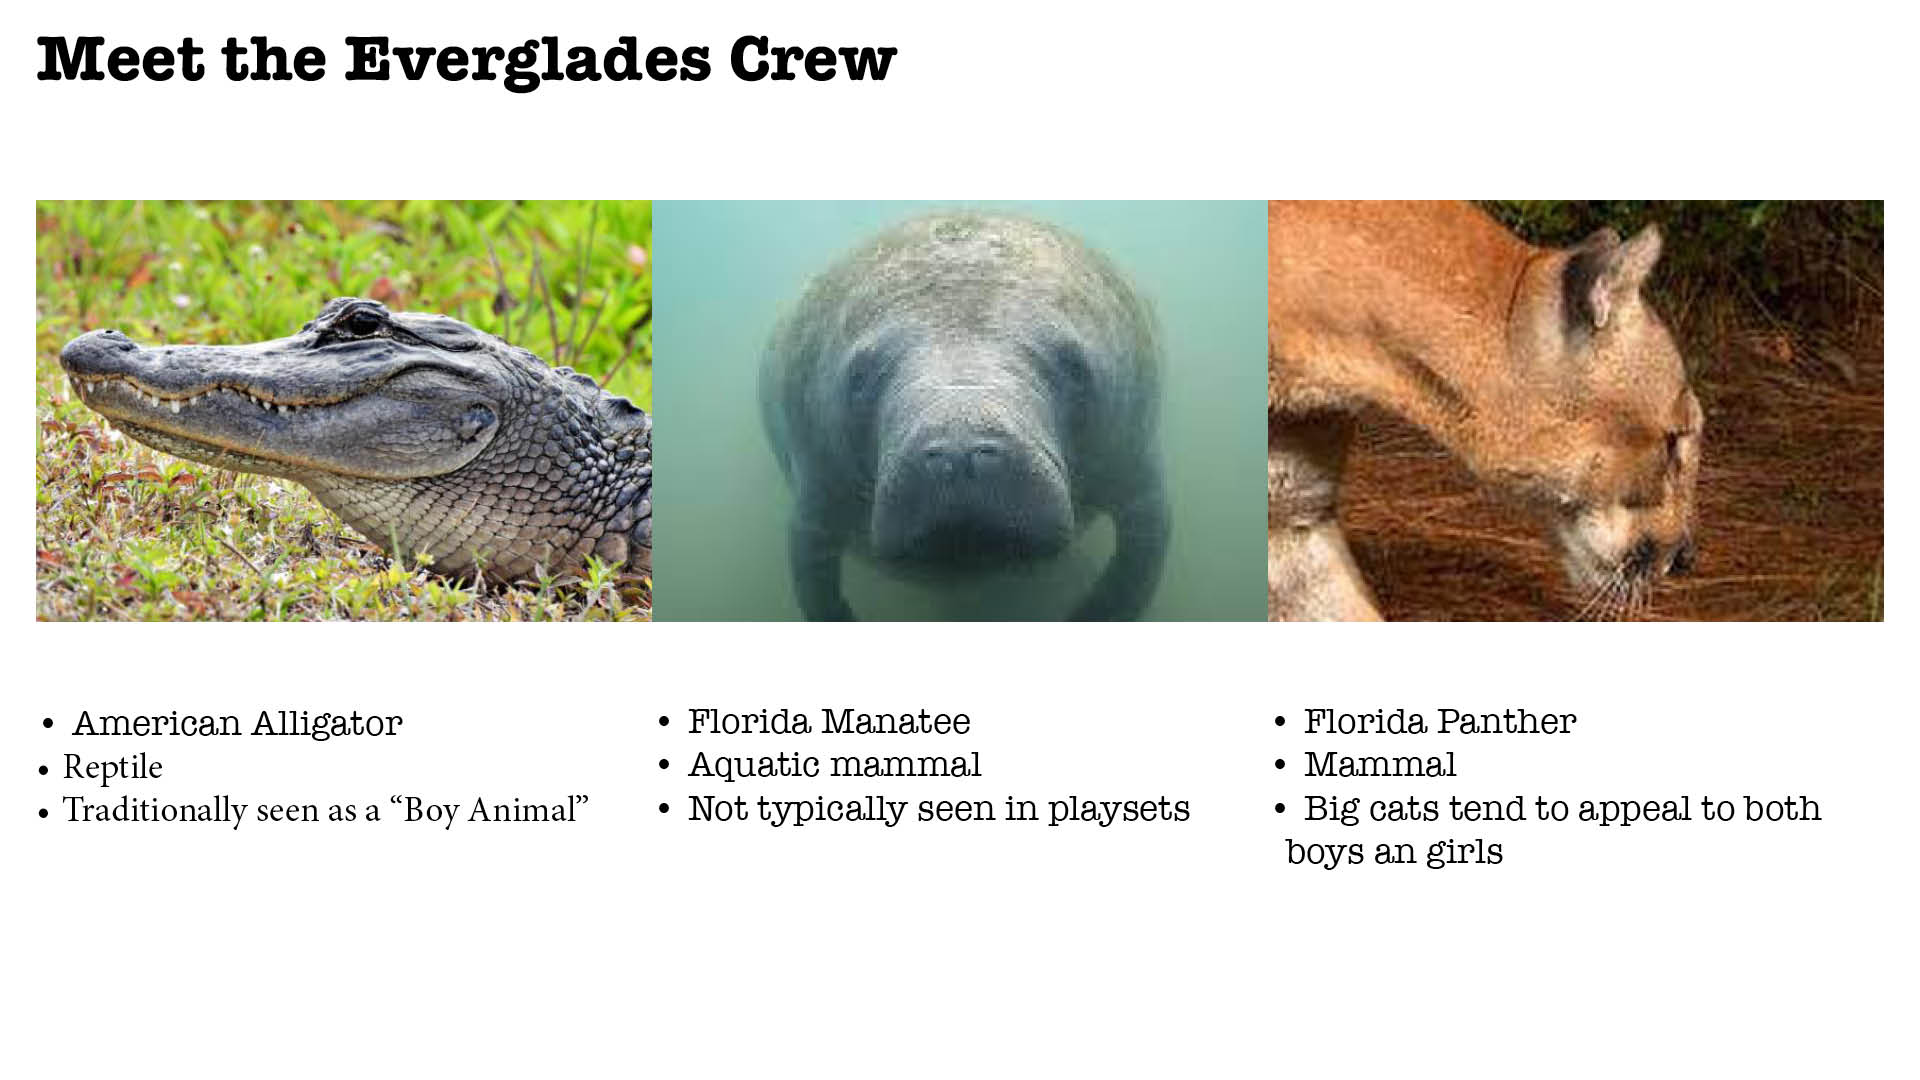 Meet the Everglades Crew
• American Alligator
• Reptile
• Traditionally seen as a “Boy Animal”
• Florida Manatee
• Aquatic mammal
• Not typically seen in playsets
• Florida Panther
• Mammal
• Big cats tend to appeal to both
boys an girls